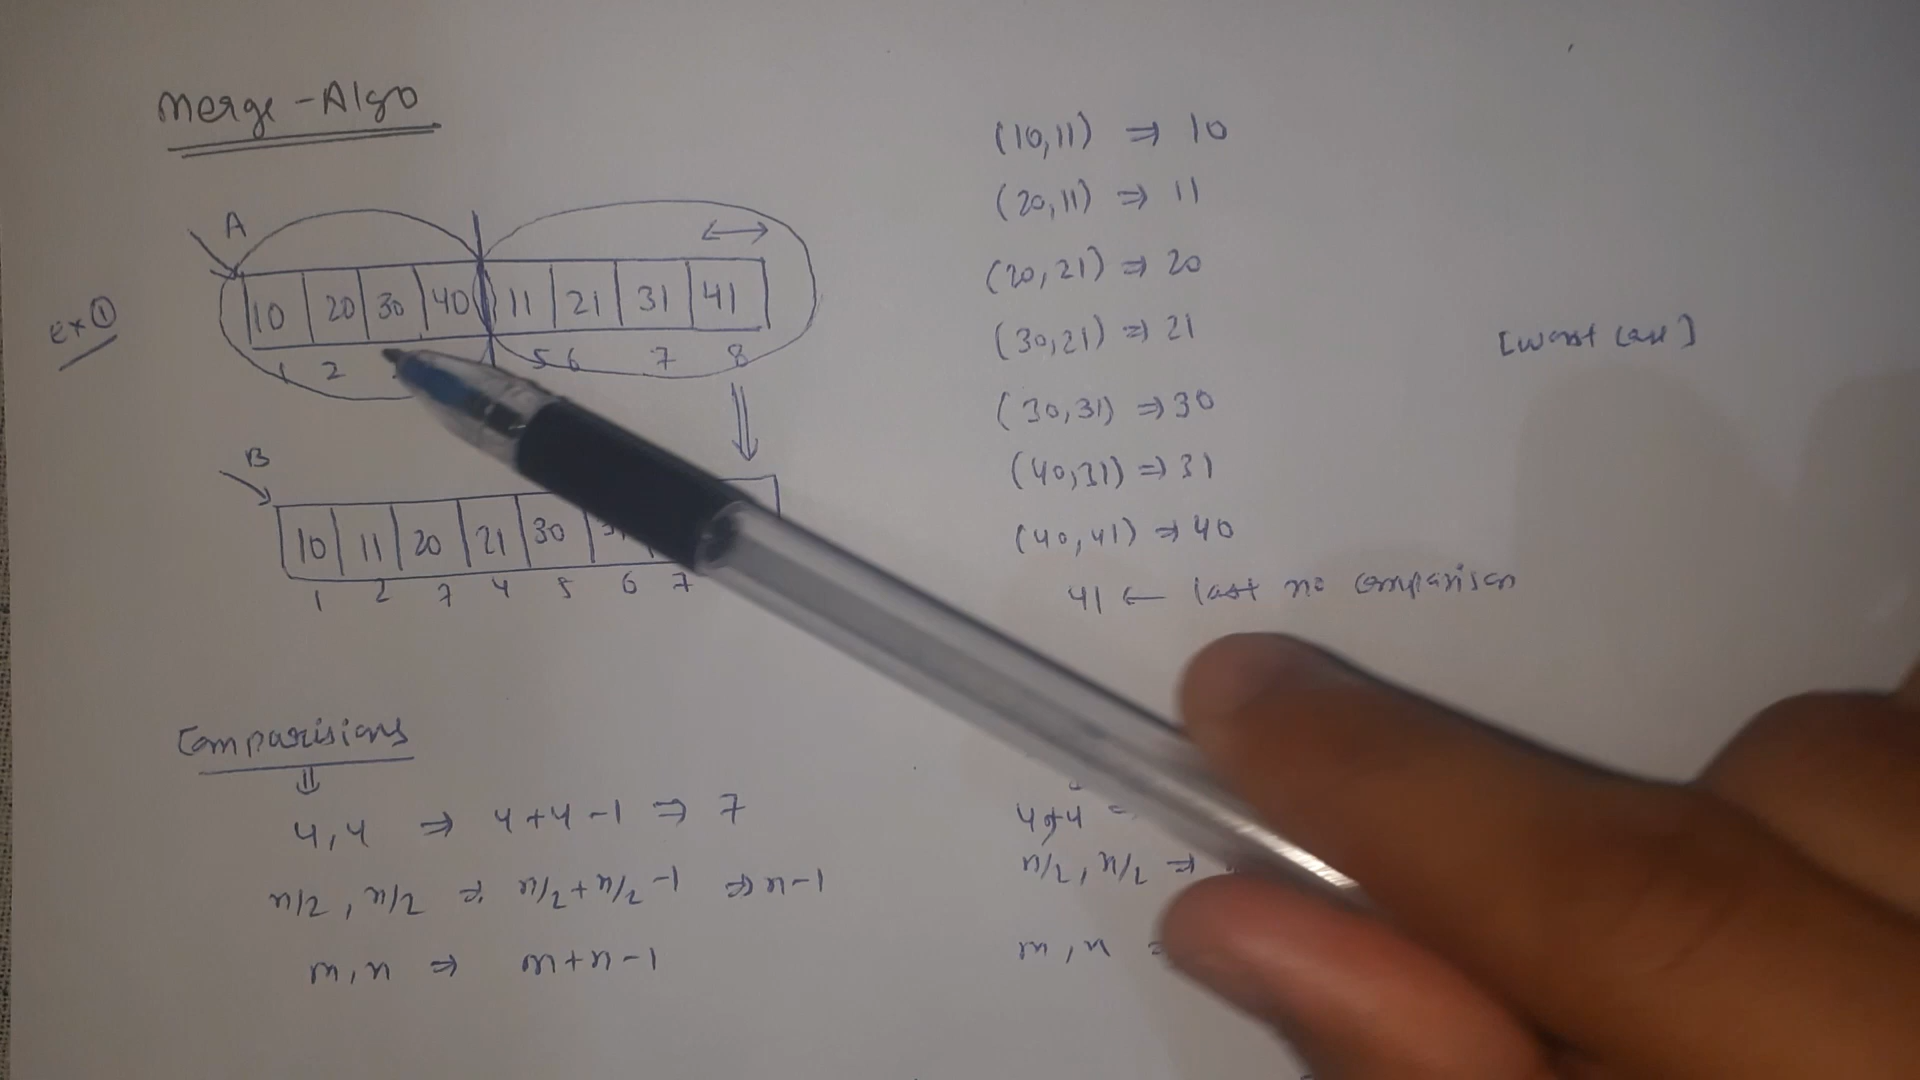 Merge - Algo
A
Ex ①
10 20 30 40 11 21 31 41
1 2 5 6 7 8
B
10 11 20 21 30
1 2 3 4 5 6 7
Comparisions
4,4 ⇒ 4+4-1 ⇒ 7
n/2, n/2 ⇒ n/2+n/2-1 ⇒ n-1
m,n ⇒ m+n-1
(10,11) ⇒ 10
(20,11) ⇒ 11
(20,21) ⇒ 20
(30,21) ⇒ 21
(30,31) ⇒ 30
(40,31) ⇒ 31
(40,41) ⇒ 40
41 ← last no comparison
[worst case]
4+4 =
n/2, n/2 ⇒
m, n